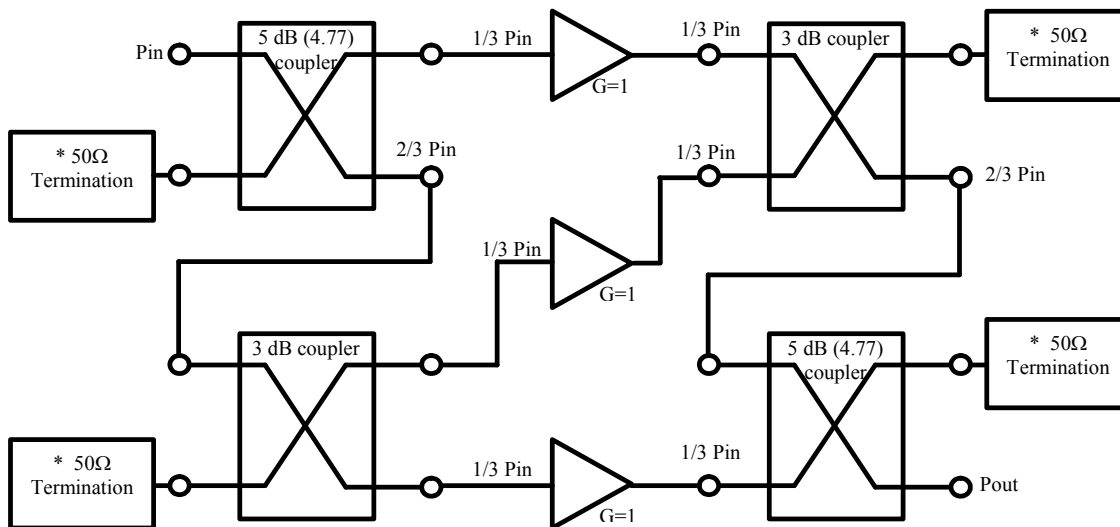 Pin
5 dB (4.77)
coupler
1/3 Pin
G=1
1/3 Pin
3 dB coupler
* 50Ω
Termination
* 50Ω
Termination
2/3 Pin
1/3 Pin
2/3 Pin
1/3 Pin
G=1
3 dB coupler
5 dB (4.77)
coupler
* 50Ω
Termination
* 50Ω
Termination
1/3 Pin
G=1
1/3 Pin
Pout